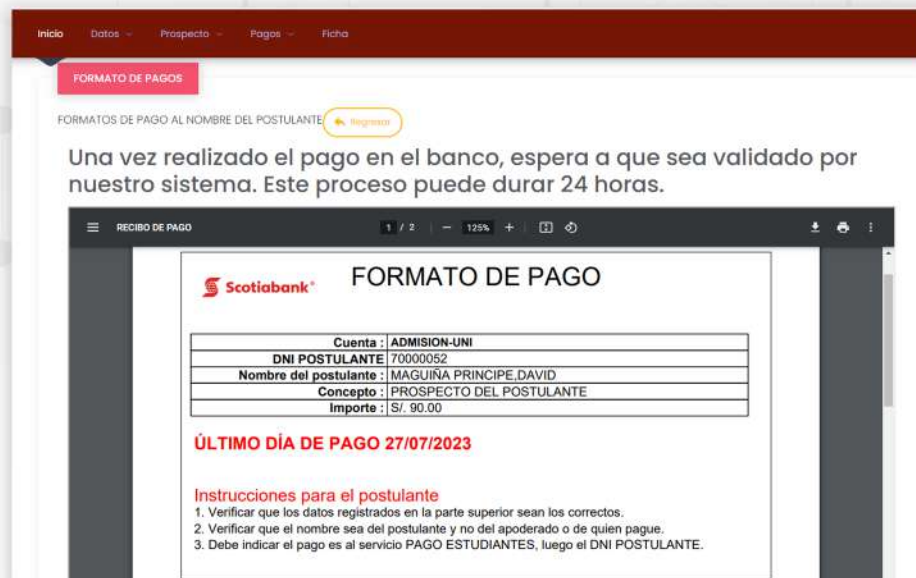 Inicio Datos Prospecto Pagos Ficha
FORMATO DE PAGOS
FORMATOS DE PAGO AL NOMBRE DEL POSTULANTE Regresar
Una vez realizado el pago en el banco, espera a que sea validado por
nuestro sistema. Este proceso puede durar 24 horas.
RECIBO DE PAGO 1 / 2 125%
Scotiabank® FORMATO DE PAGO
Cuenta : ADMISION-UNI
DNI POSTULANTE 70000052
Nombre del postulante : MAGUIÑA PRINCIPE,DAVID
Concepto : PROSPECTO DEL POSTULANTE
Importe : S/. 90.00
ÚLTIMO DÍA DE PAGO 27/07/2023
Instrucciones para el postulante
1. Verificar que los datos registrados en la parte superior sean los correctos.
2. Verificar que el nombre sea del postulante y no del apoderado o de quien pague.
3. Debe indicar el pago es al servicio PAGO ESTUDIANTES, luego el DNI POSTULANTE.